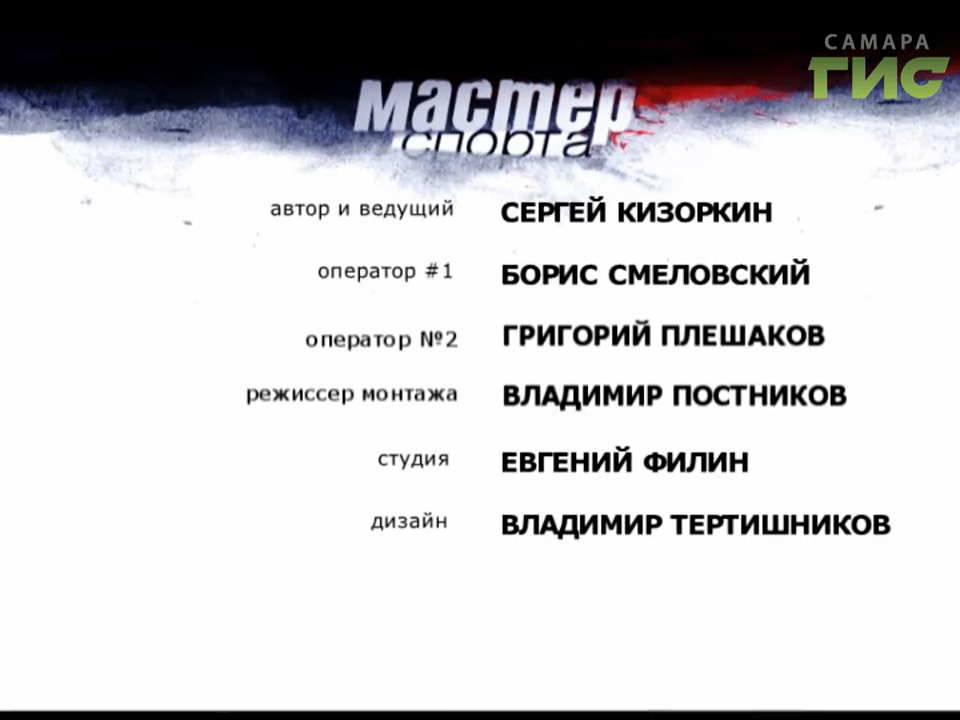 САМАРА
ГИС
мастер
спорта
автор и ведущий СЕРГЕЙ КИЗОРКИН
оператор #1 БОРИС СМЕЛОВСКИЙ
оператор №2 ГРИГОРИЙ ПЛЕШАКОВ
режиссер монтажа ВЛАДИМИР ПОСТНИКОВ
студия ЕВГЕНИЙ ФИЛИН
дизайн ВЛАДИМИР ТЕРТИШНИКОВ